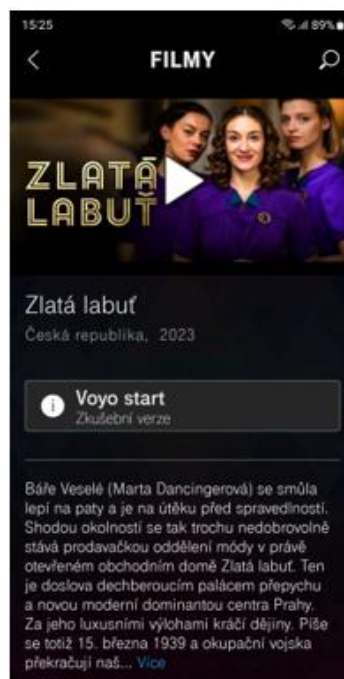 15:25
89%
FILMY
ZLATÁ
LABUŤ
Zlatá labuť
Česká republika, 2023
Voyo start
Zkušební verze
Báře Veselé (Marta Dancingerová) se smůla
lepí na paty a je na útěku před spravedlností.
Shodou okolností se tak trochu nedobrovolně
stává prodavačkou oddělení módy v právě
otevřeném obchodním domě Zlatá labuť. Ten
je doslova dechberoucím palácem přepychu
a novou moderní dominantou centra Prahy.
Za jeho luxusními výlohami kráčí dějiny. Píše
se totiž 15. března 1939 a okupační vojska
překračují naš... Více